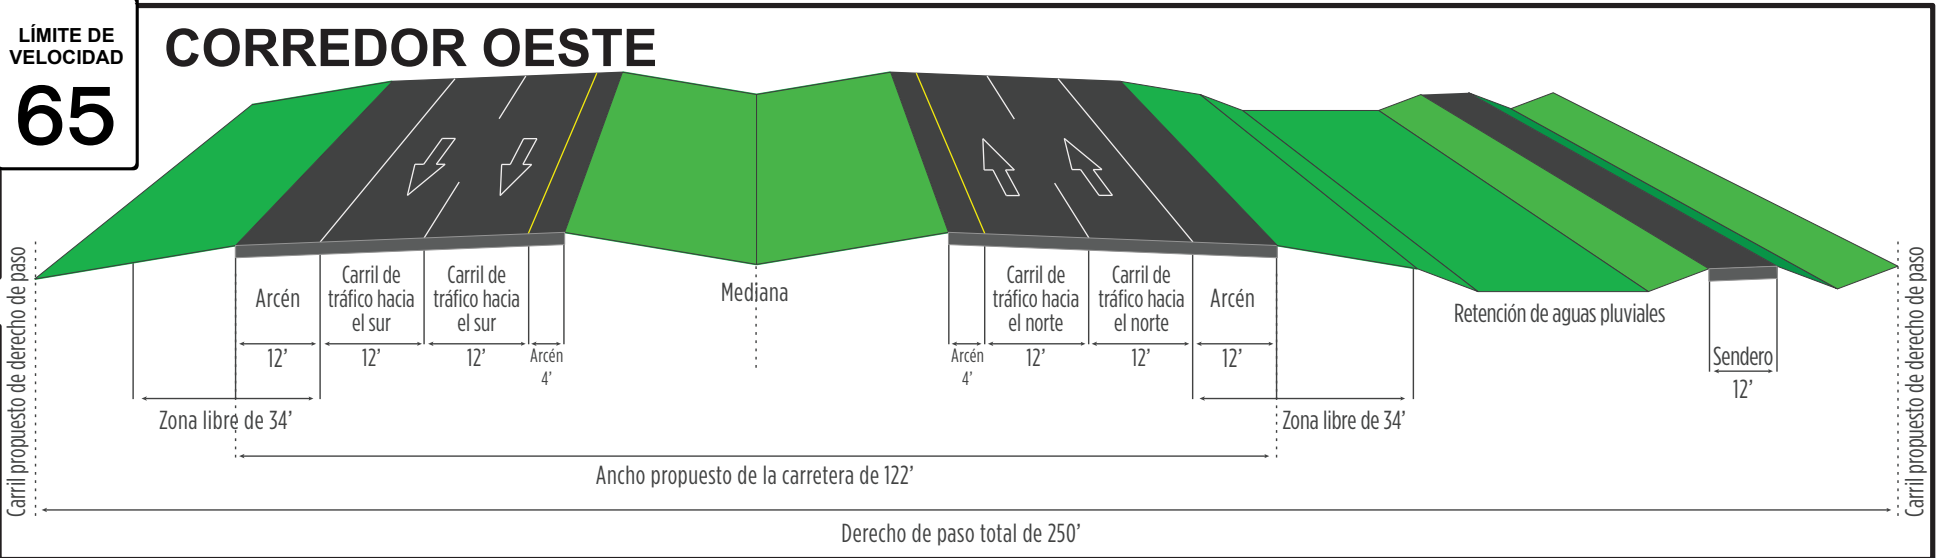 LÍMITE DE
VELOCIDAD
65
CORREDOR OESTE
Carril propuesto de derecho de paso
Arcén
12’
Carril de
tráfico hacia
el sur
12’
Carril de
tráfico hacia
el sur
12’
Arcén
4’
Mediana
Arcén
4’
Carril de
tráfico hacia
el norte
12’
Carril de
tráfico hacia
el norte
12’
Arcén
12’
Retención de aguas pluviales
Sendero
12’
Carril propuesto de derecho de paso
Zona libre de 34’
Zona libre de 34’
Ancho propuesto de la carretera de 122’
Derecho de paso total de 250’